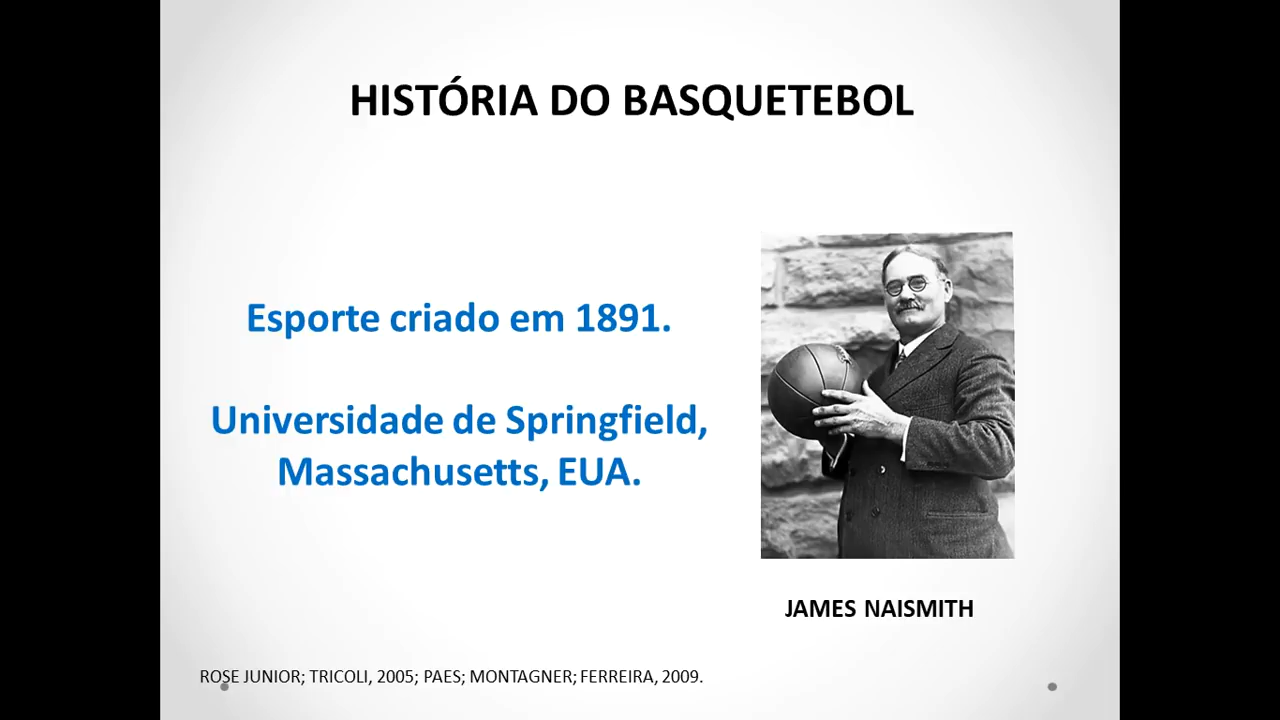 HISTÓRIA DO BASQUETEBOL
Esporte criado em 1891.
Universidade de Springfield,
Massachusetts, EUA.
JAMES NAISMITH
ROSE JUNIOR; TRICOLI, 2005; PAES; MONTAGNER; FERREIRA, 2009.